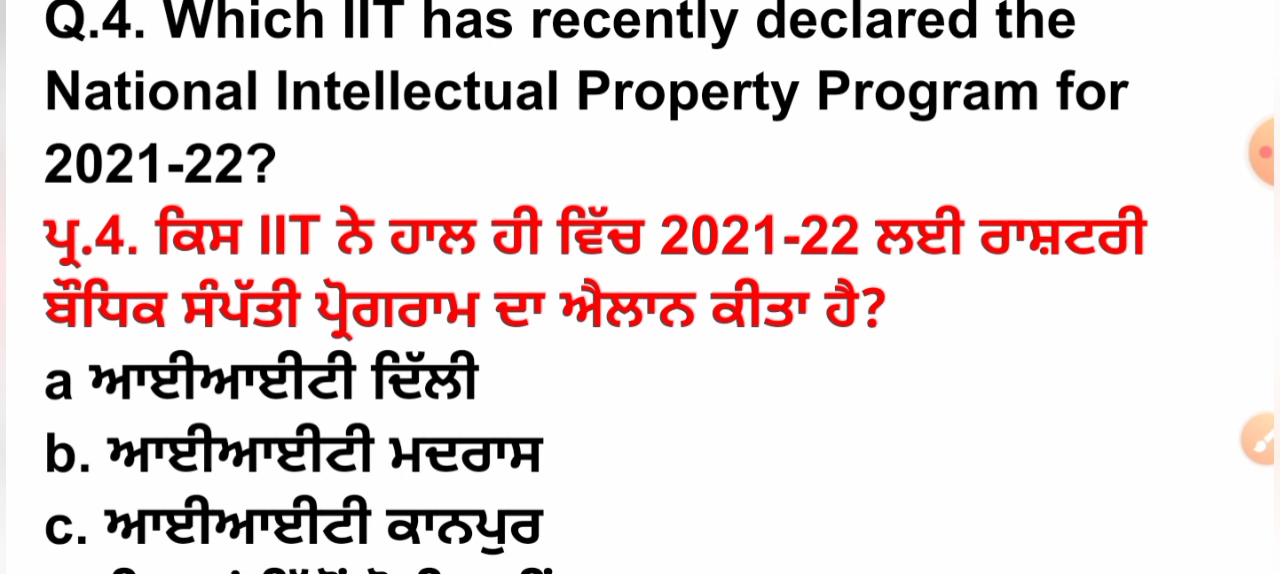 Q.4. Which IIT has recently declared the
National Intellectual Property Program for
2021-22?
ਪ੍ਰ.4. ਕਿਸ IIT ਨੇ ਹਾਲ ਹੀ ਵਿੱਚ 2021-22 ਲਈ ਰਾਸ਼ਟਰੀ
ਬੌਧਿਕ ਸੰਪੱਤੀ ਪ੍ਰੋਗਰਾਮ ਦਾ ਐਲਾਨ ਕੀਤਾ ਹੈ?
a ਆਈਆਈਟੀ ਦਿੱਲੀ
b. ਆਈਆਈਟੀ ਮਦਰਾਸ
c. ਆਈਆਈਟੀ ਕਾਨਪੁਰ